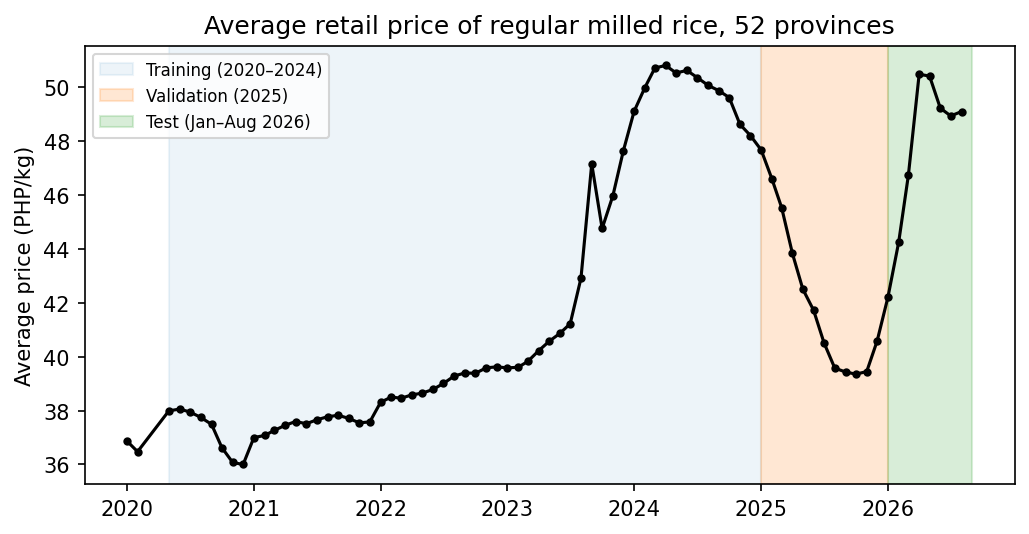 Average retail price of regular milled rice, 52 provinces
Training (2020–2024)
Validation (2025)
Test (Jan–Aug 2026)
Average price (PHP/kg)
50
48
46
44
42
40
38
36
2020 2021 2022 2023 2024 2025 2026